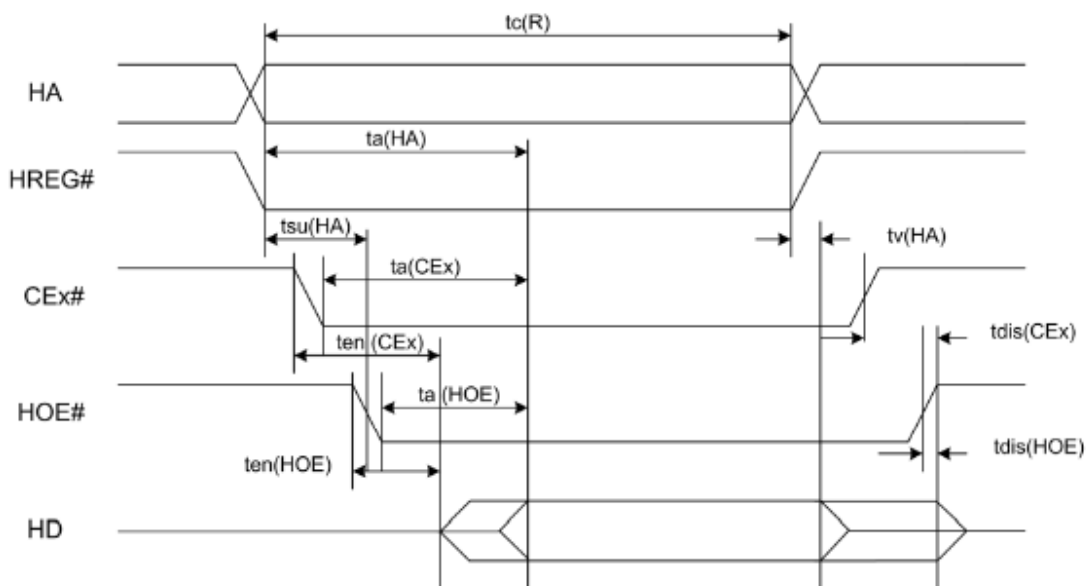 tc(R)
HA
ta(HA)
HREG#
tsu(HA)
tv(HA)
ta(CEx)
CEx#
ten (CEx)
tdis(CEx)
ta (HOE)
HOE#
ten(HOE)
tdis(HOE)
HD